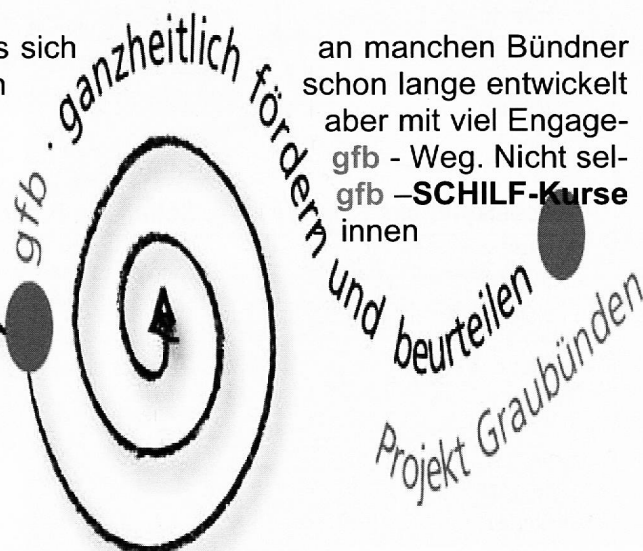 s sich
n
an manchen Bündner
schon lange entwickelt
aber mit viel Engage-
gfb - Weg. Nicht sel-
gfb –SCHILF-Kurse
innen
gfb · ganzheitlich fördern und beurteilen
Projekt Graubünden